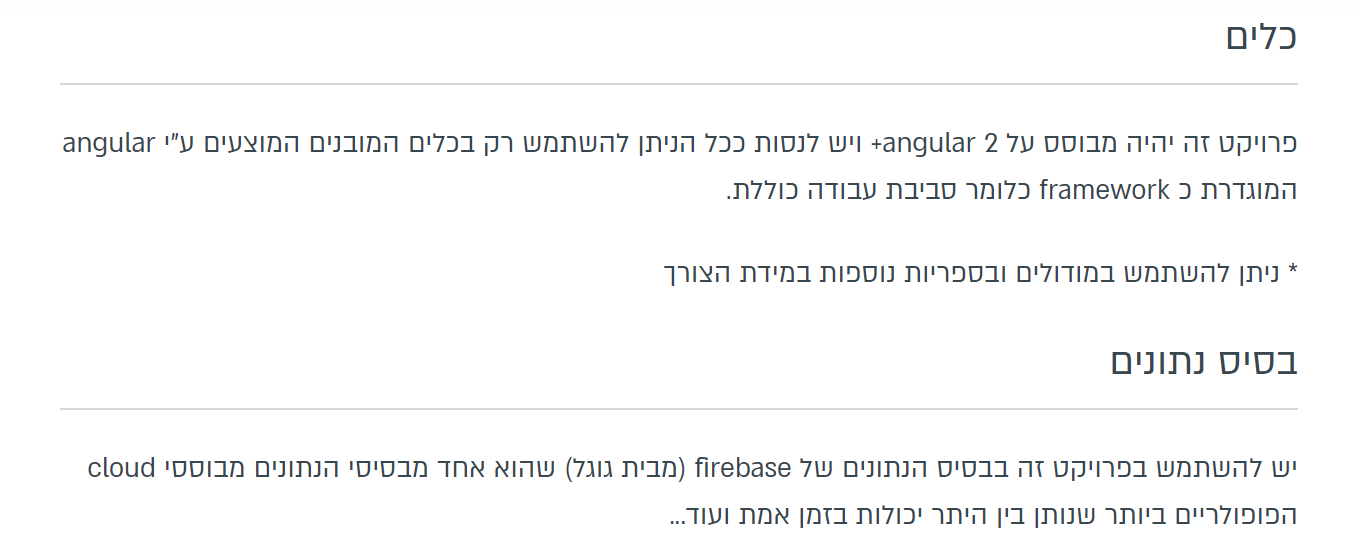 כלים
פרויקט זה יהיה מבוסס על angular 2+ ויש לנסות ככל הניתן להשתמש רק בכלים המובנים המוצעים ע"י angular
המוגדרת כ framework כלומר סביבת עבודה כוללת.
* ניתן להשתמש במודולים ובספריות נוספות במידת הצורך
בסיס נתונים
יש להשתמש בפרויקט זה בבסיס הנתונים של firebase (מבית גוגל) שהוא אחד מבסיסי הנתונים מבוססי cloud
הפופולריים ביותר שנותן בין היתר יכולות בזמן אמת ועוד...